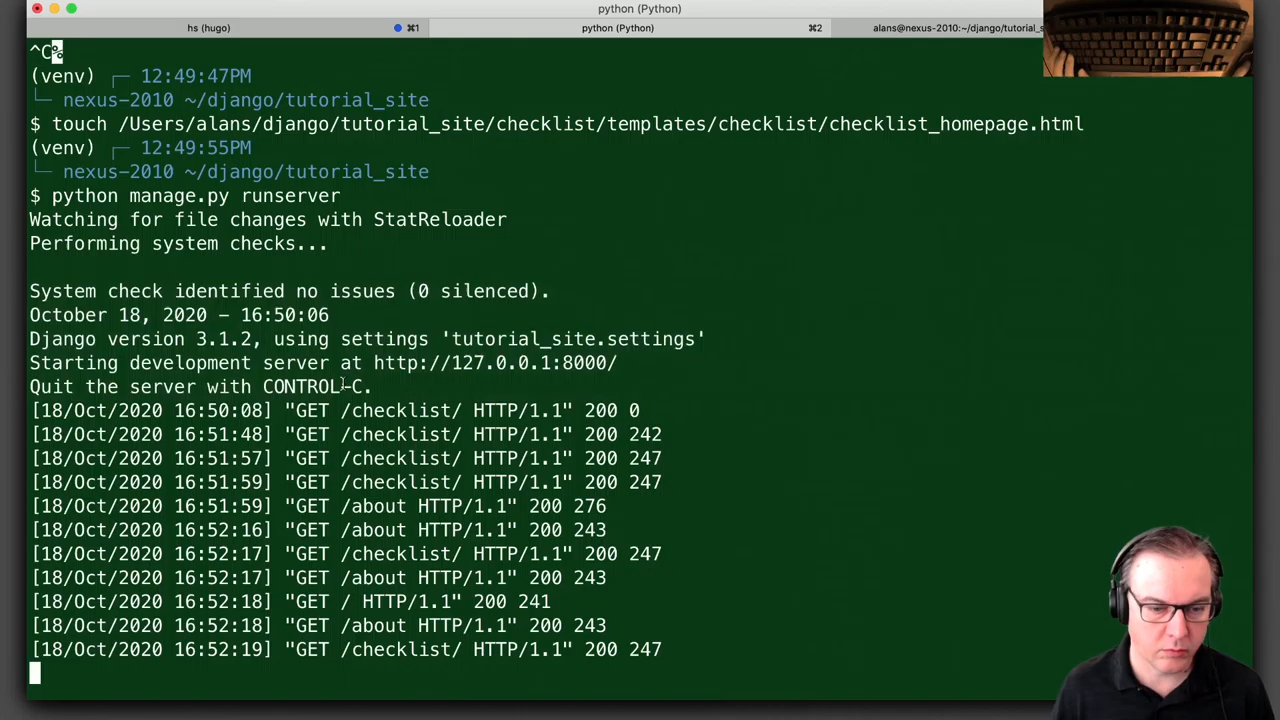 python (Python)
hs (hugo) ⌘1 python (Python) ⌘2 alans@nexus-2010:~/django/tutorial_s
^C%
(venv) ┌─ 12:49:47PM
└─ nexus-2010 ~/django/tutorial_site
$ touch /Users/alans/django/tutorial_site/checklist/templates/checklist/checklist_homepage.html
(venv) ┌─ 12:49:55PM
└─ nexus-2010 ~/django/tutorial_site
$ python manage.py runserver
Watching for file changes with StatReloader
Performing system checks...
System check identified no issues (0 silenced).
October 18, 2020 - 16:50:06
Django version 3.1.2, using settings 'tutorial_site.settings'
Starting development server at http://127.0.0.1:8000/
Quit the server with CONTROL-C.
[18/Oct/2020 16:50:08] "GET /checklist/ HTTP/1.1" 200 0
[18/Oct/2020 16:51:48] "GET /checklist/ HTTP/1.1" 200 242
[18/Oct/2020 16:51:57] "GET /checklist/ HTTP/1.1" 200 247
[18/Oct/2020 16:51:59] "GET /checklist/ HTTP/1.1" 200 247
[18/Oct/2020 16:51:59] "GET /about HTTP/1.1" 200 276
[18/Oct/2020 16:52:16] "GET /about HTTP/1.1" 200 243
[18/Oct/2020 16:52:17] "GET /checklist/ HTTP/1.1" 200 247
[18/Oct/2020 16:52:17] "GET /about HTTP/1.1" 200 243
[18/Oct/2020 16:52:18] "GET / HTTP/1.1" 200 241
[18/Oct/2020 16:52:18] "GET /about HTTP/1.1" 200 243
[18/Oct/2020 16:52:19] "GET /checklist/ HTTP/1.1" 200 247